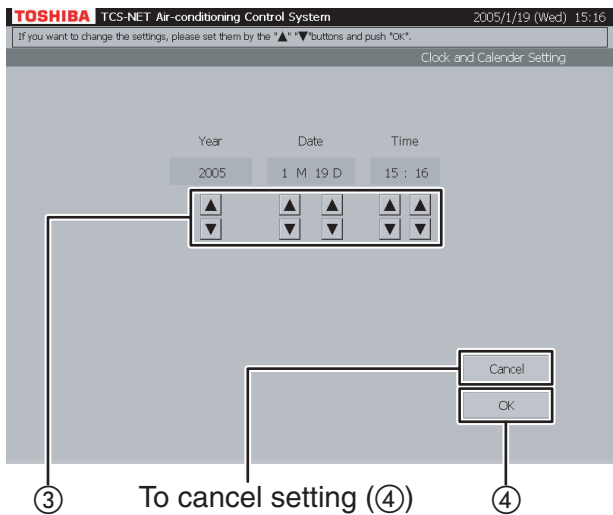 TOSHIBA TCS-NET Air-conditioning Control System 2005/1/19 (Wed) 15:16
If you want to change the settings, please set them by the "▲" "▼"buttons and push "OK".
Clock and Calender Setting
Year Date Time
2005 1 M 19 D 15 : 16
▲ ▲ ▲ ▲ ▲
▼ ▼ ▼ ▼ ▼
Cancel
OK
③ To cancel setting (④) ④